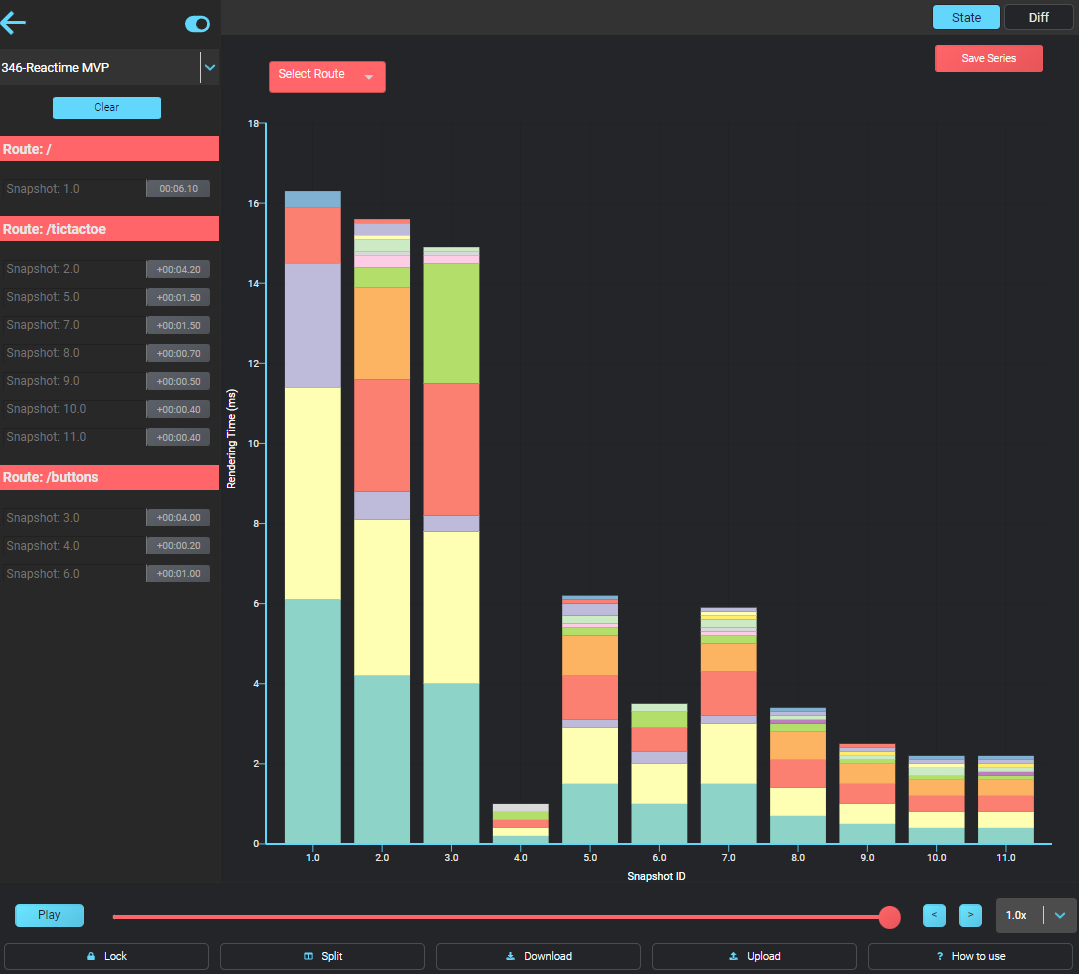 State
Diff
346-Reactime MVP
Clear
Select Route
Save Series
Route: /
Snapshot: 1.0
00:06.10
Route: /tictactoe
Snapshot: 2.0
+00:04.20
Snapshot: 5.0
+00:01.50
Snapshot: 7.0
+00:01.50
Snapshot: 8.0
+00:00.70
Snapshot: 9.0
+00:00.50
Snapshot: 10.0
+00:00.40
Snapshot: 11.0
+00:00.40
Route: /buttons
Snapshot: 3.0
+00:04.00
Snapshot: 4.0
+00:00.20
Snapshot: 6.0
+00:01.00
18
16
14
12
10
8
6
4
2
0
Rendering Time (ms)
1.0
2.0
3.0
4.0
5.0
6.0
7.0
8.0
9.0
10.0
11.0
Snapshot ID
Play
<
>
1.0x
Lock
Split
Download
Upload
? How to use